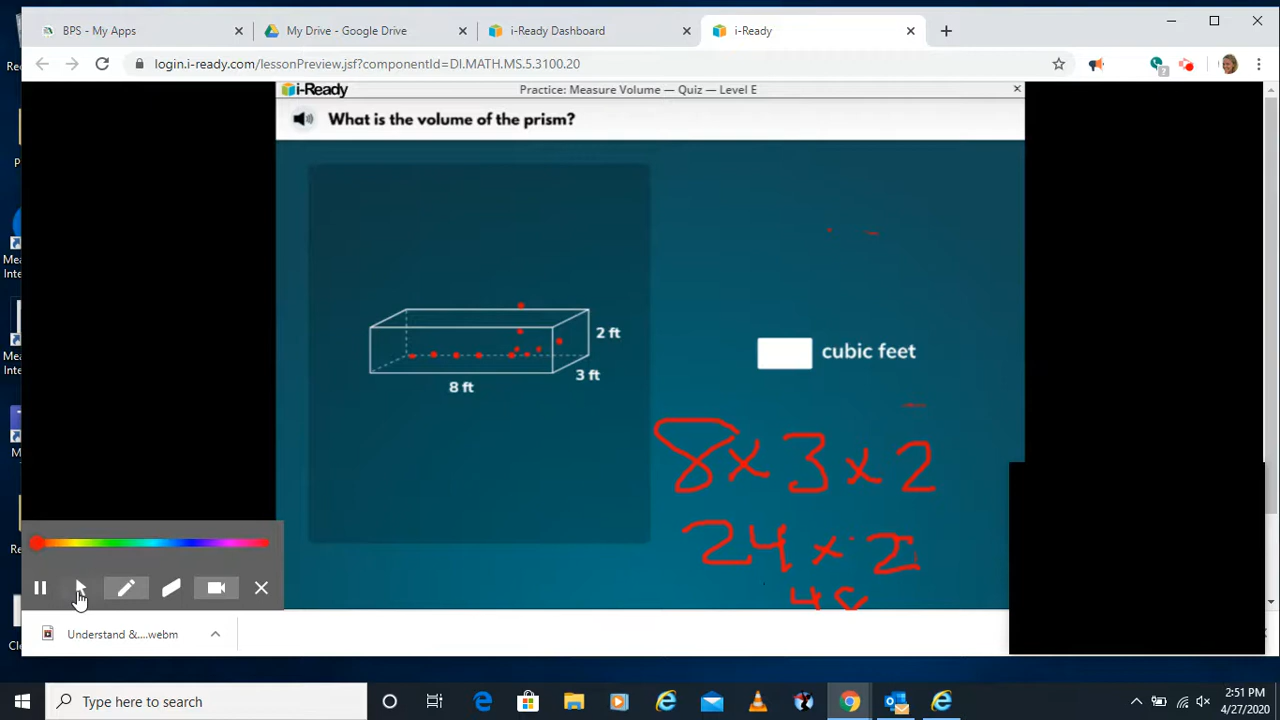 BPS - My Apps
My Drive - Google Drive
i-Ready Dashboard
i-Ready
login.i-ready.com/lessonPreview.jsf?componentId=DI.MATH.MS.5.3100.20
i-Ready
Practice: Measure Volume — Quiz — Level E
What is the volume of the prism?
2 ft
3 ft
8 ft
cubic feet
8 x 3 x 2
24 x 2
48
Understand &....webm
Type here to search
2:51 PM
4/27/2020